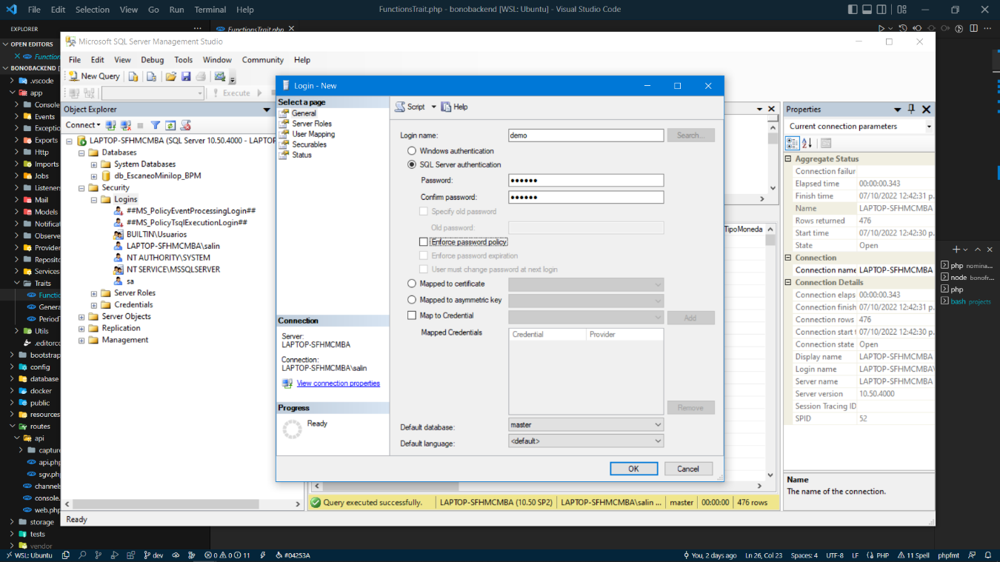 File Edit Selection View Go Run Terminal Help
FunctionsTrait.php - bonobackend [WSL: Ubuntu] - Visual Studio Code
EXPLORER
FunctionsTrait.php
OPEN EDITORS
Function
BONOBACKEND [
.vscode
app
Console
Events
Exceptio
Exports
Http
Imports
Jobs
Listeners
Mail
Models
Notificat
Observe
Provider
Reposito
Services
Traits
Functio
Genera
PeriodT
Utils
.editorco
bootstrap
config
database
docker
public
resources
routes
api
capture
api.php
sgv.php
channels
console.
web.php
storage
tests
vendor
Microsoft SQL Server Management Studio
File Edit View Debug Tools Window Community Help
New Query
Execute
Object Explorer
Connect
LAPTOP-SFHMCMBA (SQL Server 10.50.4000 - LAPTOP
Databases
System Databases
db_EscaneoMinilop_BPM
Security
Logins
##MS_PolicyEventProcessingLogin##
##MS_PolicyTsqlExecutionLogin##
BUILTIN\Usuarios
LAPTOP-SFHMCMBA\salin
NT AUTHORITY\SYSTEM
NT SERVICE\MSSQLSERVER
sa
Server Roles
Credentials
Server Objects
Replication
Management
Login - New
Select a page
General
Server Roles
User Mapping
Securables
Status
Connection
Server:
LAPTOP-SFHMCMBA
Connection:
LAPTOP-SFHMCMBA\salin
View connection properties
Progress
Ready
Script Help
Login name: demo Search...
Windows authentication
SQL Server authentication
Password: ●●●●●●
Confirm password: ●●●●●●
Specify old password
Old password:
Enforce password policy
Enforce password expiration
User must change password at next login
Mapped to certificate
Mapped to asymmetric key
Map to Credential Add
Mapped Credentials Credential Provider
Remove
Default database: master
Default language: <default>
OK Cancel
TipoMoneda
Query executed successfully. LAPTOP-SFHMCMBA (10.50 SP2) LAPTOP-SFHMCMBA\salin ... master 00:00:00 476 rows
Properties
Current connection parameters
Aggregate Status
Connection failur
Elapsed time 00:00:00.343
Finish time 07/10/2022 12:42:31 p.
Name LAPTOP-SFHMCMBA
Rows returned 476
Start time 07/10/2022 12:42:30 p.
State Open
Connection
Connection name LAPTOP-SFHMCMBA
Connection Details
Connection elaps 00:00:00.343
Connection finish 07/10/2022 12:42:31 p.
Connection rows 476
Connection start t 07/10/2022 12:42:30 p.
Connection state Open
Display name LAPTOP-SFHMCMBA
Login name LAPTOP-SFHMCMBA\
Server name LAPTOP-SFHMCMBA
Server version 10.50.4000
Session Tracing ID
SPID 52
Name
The name of the connection.
Ready
php nomina...
node bonofr...
php
bash projects
WSL: Ubuntu dev 0 0 11 #04253A
You, 2 days ago Ln 26, Col 23 Spaces: 4 UTF-8 LF PHP 11 Spell phpfmt